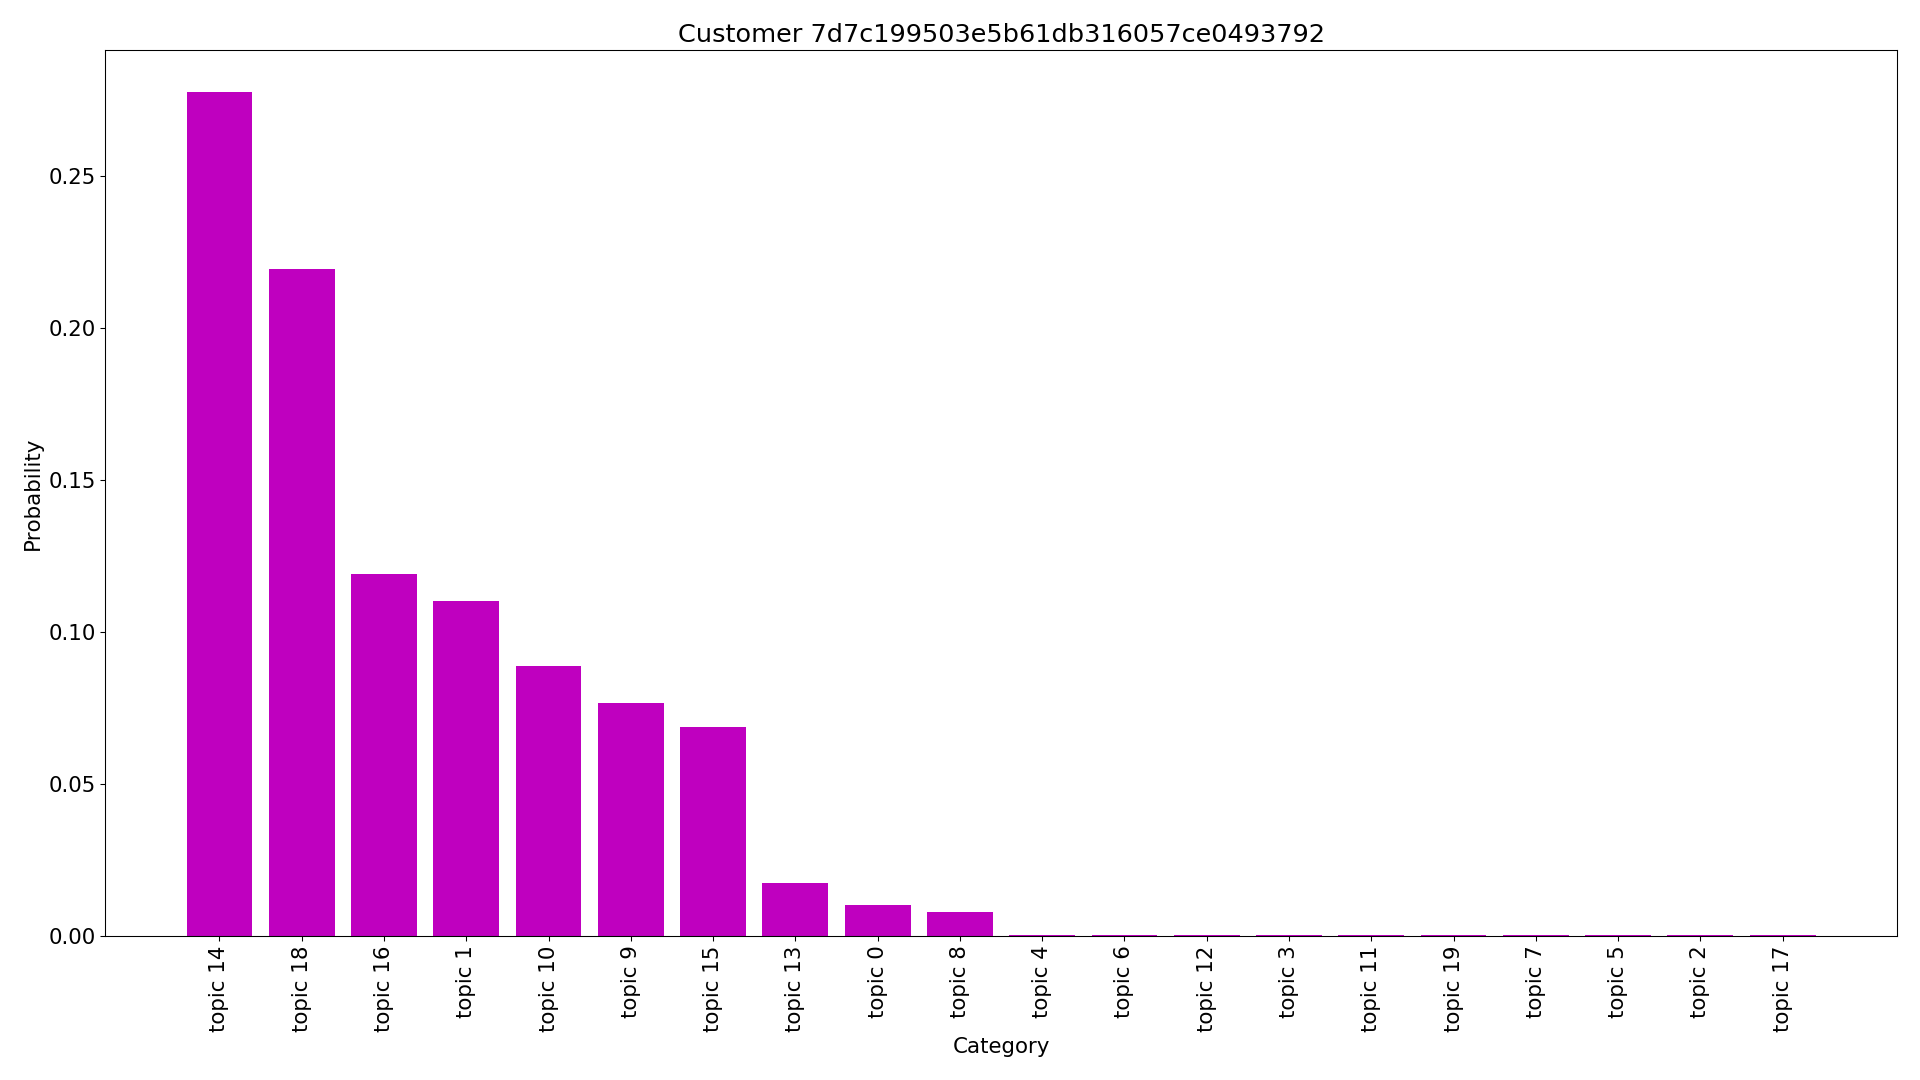 Customer 7d7c199503e5b61db316057ce0493792
Probability
0.25
0.20
0.15
0.10
0.05
0.00
topic 14
topic 18
topic 16
topic 1
topic 10
topic 9
topic 15
topic 13
topic 0
topic 8
topic 4
topic 6
topic 12
topic 3
topic 11
topic 19
topic 7
topic 5
topic 2
topic 17
Category